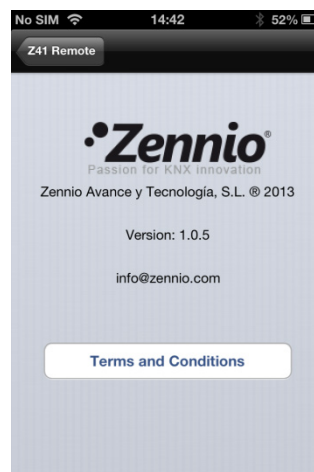 No SIM 14:42 52%
Z41 Remote
Zennio®
Passion for KNX innovation
Zennio Avance y Tecnología, S.L. ® 2013
Version: 1.0.5
info@zennio.com
Terms and Conditions